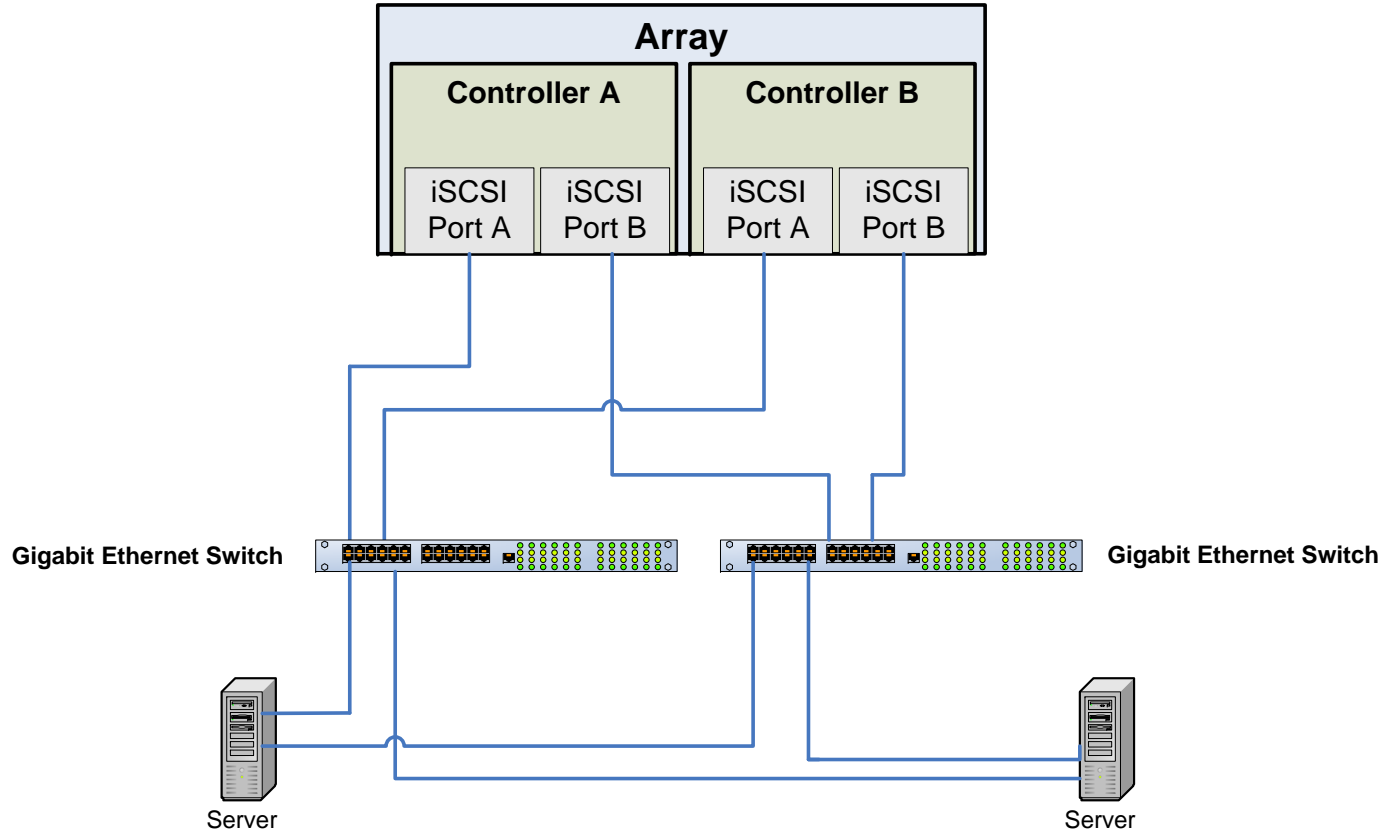 Array
Controller A
Controller B
iSCSI
Port A
iSCSI
Port B
iSCSI
Port A
iSCSI
Port B
Gigabit Ethernet Switch
Gigabit Ethernet Switch
Server
Server